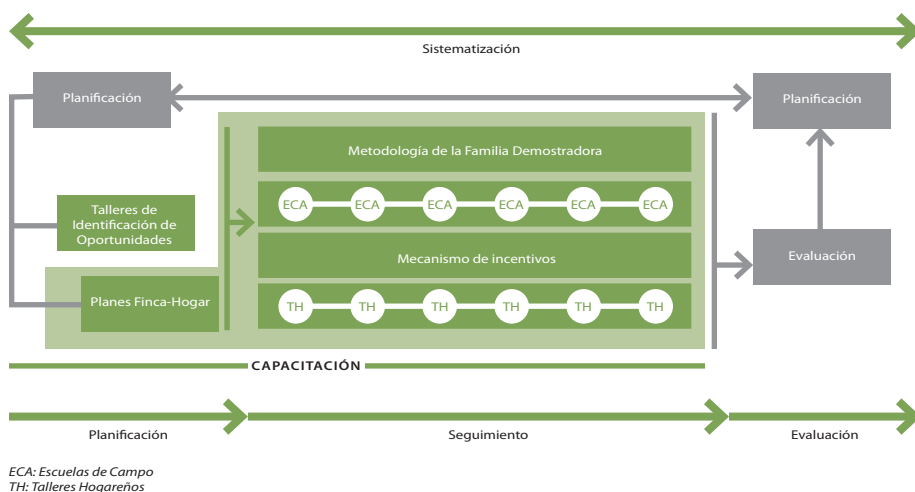 Sistematización
Planificación
Planificación
Metodología de la Familia Demostradora
ECA ECA ECA ECA ECA ECA
Talleres de
Identificación de
Oportunidades
Mecanismo de incentivos
Evaluación
Planes Finca-Hogar
TH TH TH TH TH TH
CAPACITACIÓN
Planificación
Seguimiento
Evaluación
ECA: Escuelas de Campo
TH: Talleres Hogareños